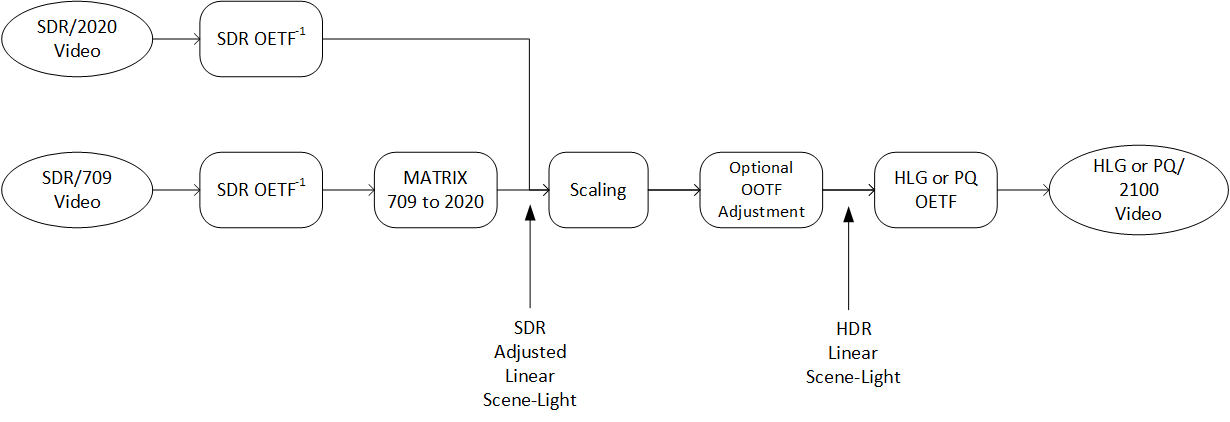 SDR/2020
Video
SDR OETF-1
SDR/709
Video
SDR OETF-1
MATRIX
709 to 2020
Scaling
Optional
OOTF
Adjustment
HLG or PQ
OETF
HLG or PQ/
2100
Video
SDR
Adjusted
Linear
Scene-Light
HDR
Linear
Scene-Light